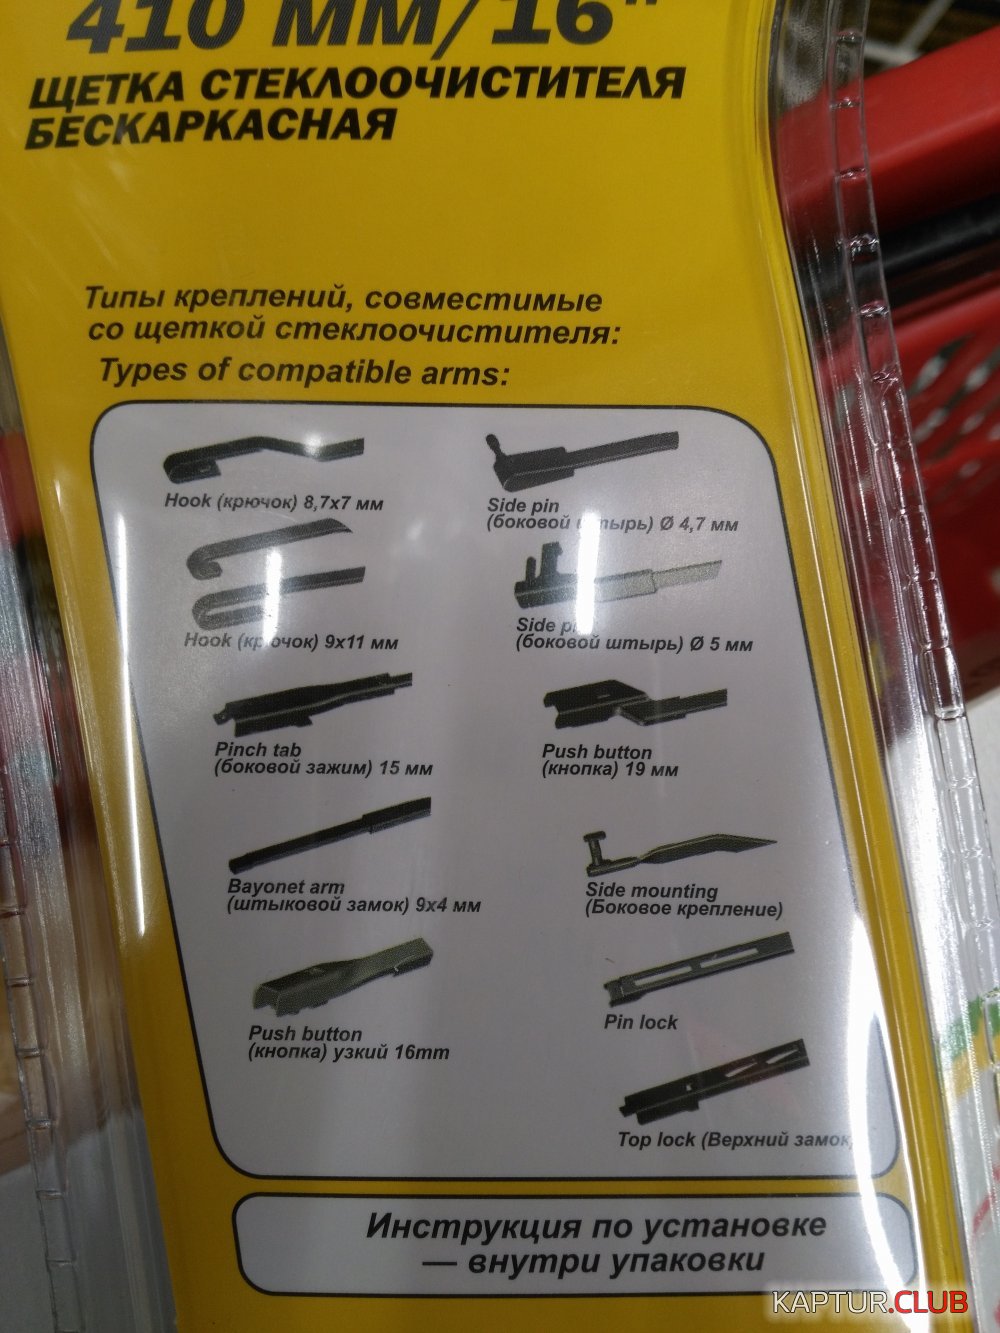 410 ММ/16"
ЩЕТКА СТЕКЛООЧИСТИТЕЛЯ
БЕСКАРКАСНАЯ
Типы креплений, совместимые
со щеткой стеклоочистителя:
Types of compatible arms:
Hook (крючок) 8,7x7 мм
Side pin
(боковой штырь) Ø 4,7 мм
Hook (крючок) 9x11 мм
Side pin
(боковой штырь) Ø 5 мм
Pinch tab
(боковой зажим) 15 мм
Push button
(кнопка) 19 мм
Bayonet arm
(штыковой замок) 9x4 мм
Side mounting
(Боковое крепление)
Push button
(кнопка) узкий 16mm
Pin lock
Top lock (Верхний замок)
Инструкция по установке
— внутри упаковки
KAPTUR.CLUB